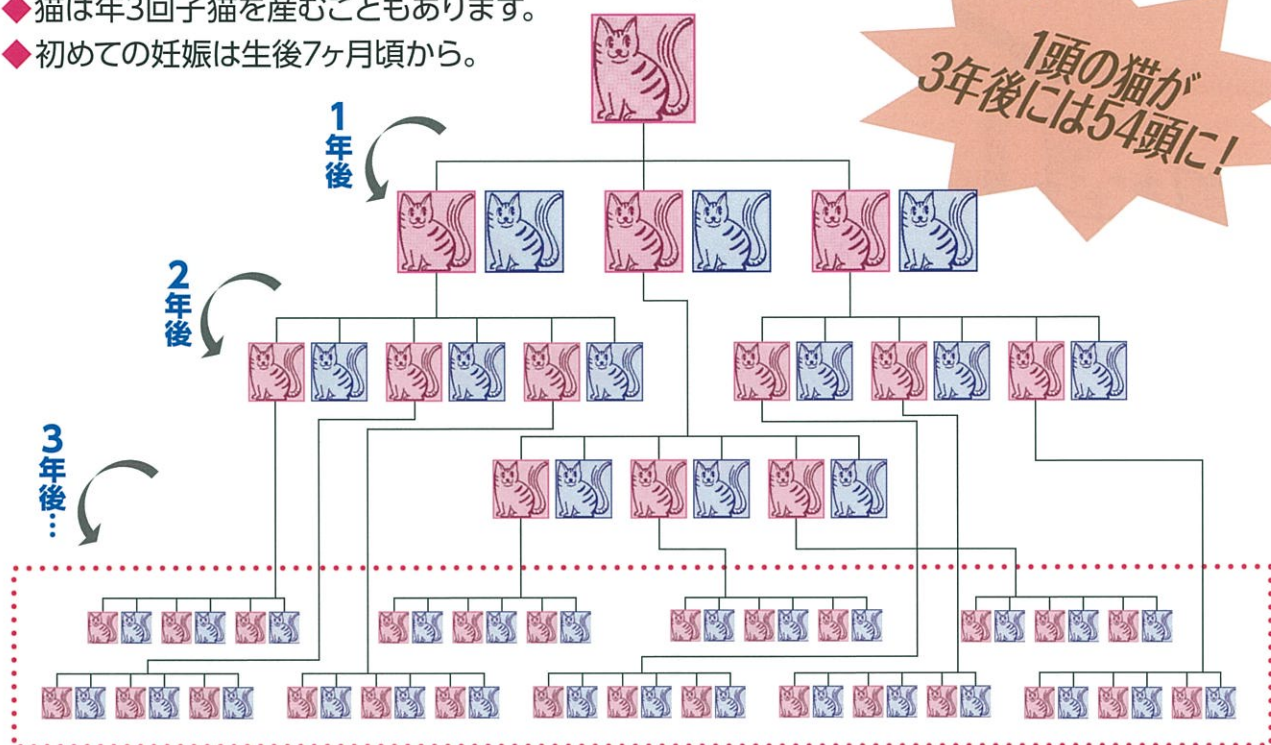 ◆猫は年3回子猫を産むこともあります。
◆初めての妊娠は生後7ヶ月頃から。
1頭の猫が
3年後には54頭に!
1年後
2年後
3年後…